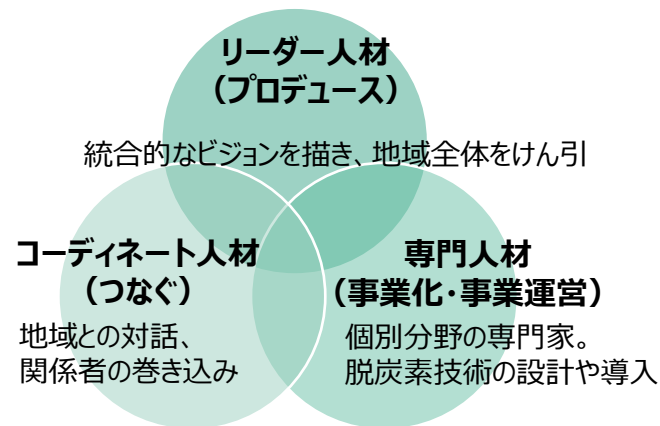 リーダー人材
（プロデュース）
統合的なビジョンを描き、地域全体をけん引
コーディネート人材
（つなぐ）
地域との対話、
関係者の巻き込み
専門人材
（事業化・事業運営）
個別分野の専門家。
脱炭素技術の設計や導入